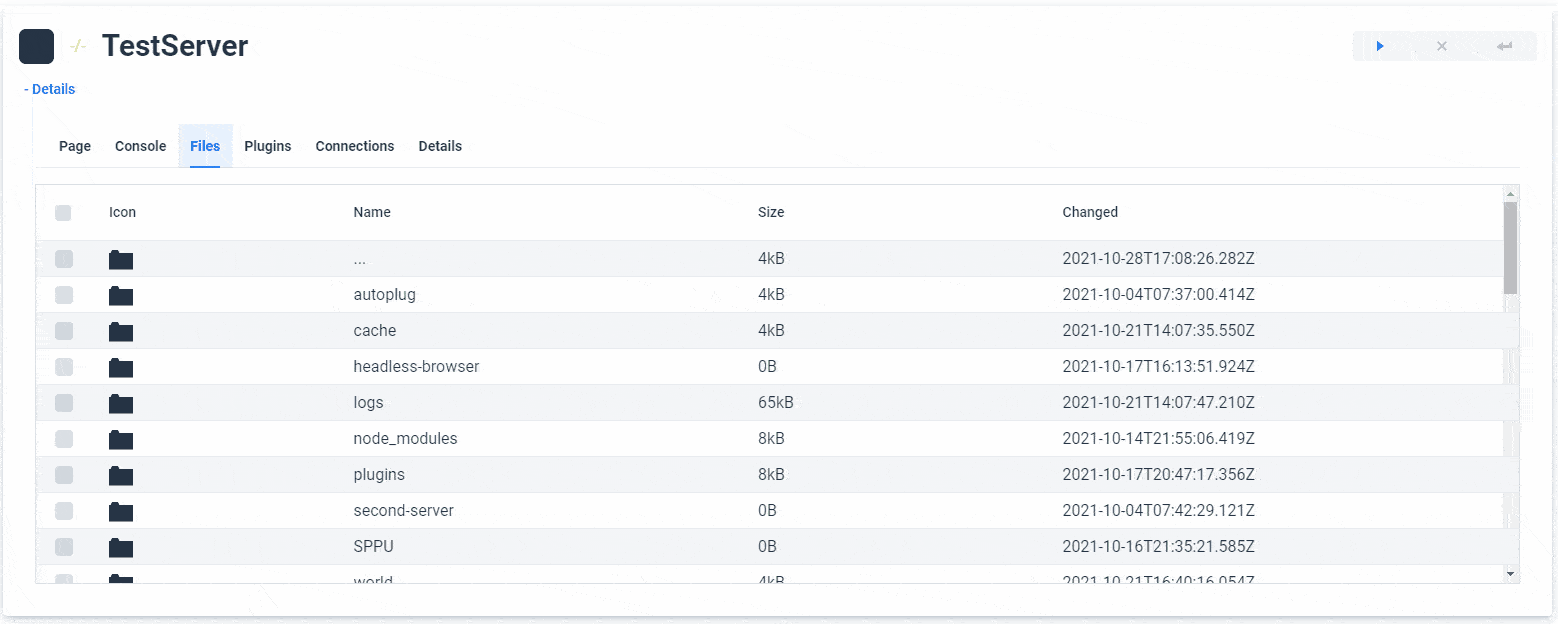 -/- TestServer
- Details
Page Console Files Plugins Connections Details
Icon Name Size Changed
... 4kB 2021-10-28T17:08:26.282Z
autoplug 4kB 2021-10-04T07:37:00.414Z
cache 4kB 2021-10-21T14:07:35.550Z
headless-browser 0B 2021-10-17T16:13:51.924Z
logs 65kB 2021-10-21T14:07:47.210Z
node_modules 8kB 2021-10-14T21:55:06.419Z
plugins 8kB 2021-10-17T20:47:17.356Z
second-server 0B 2021-10-04T07:42:29.121Z
SPPU 0B 2021-10-16T21:35:21.585Z
world 4kB 2021-10-21T16:40:16.054Z